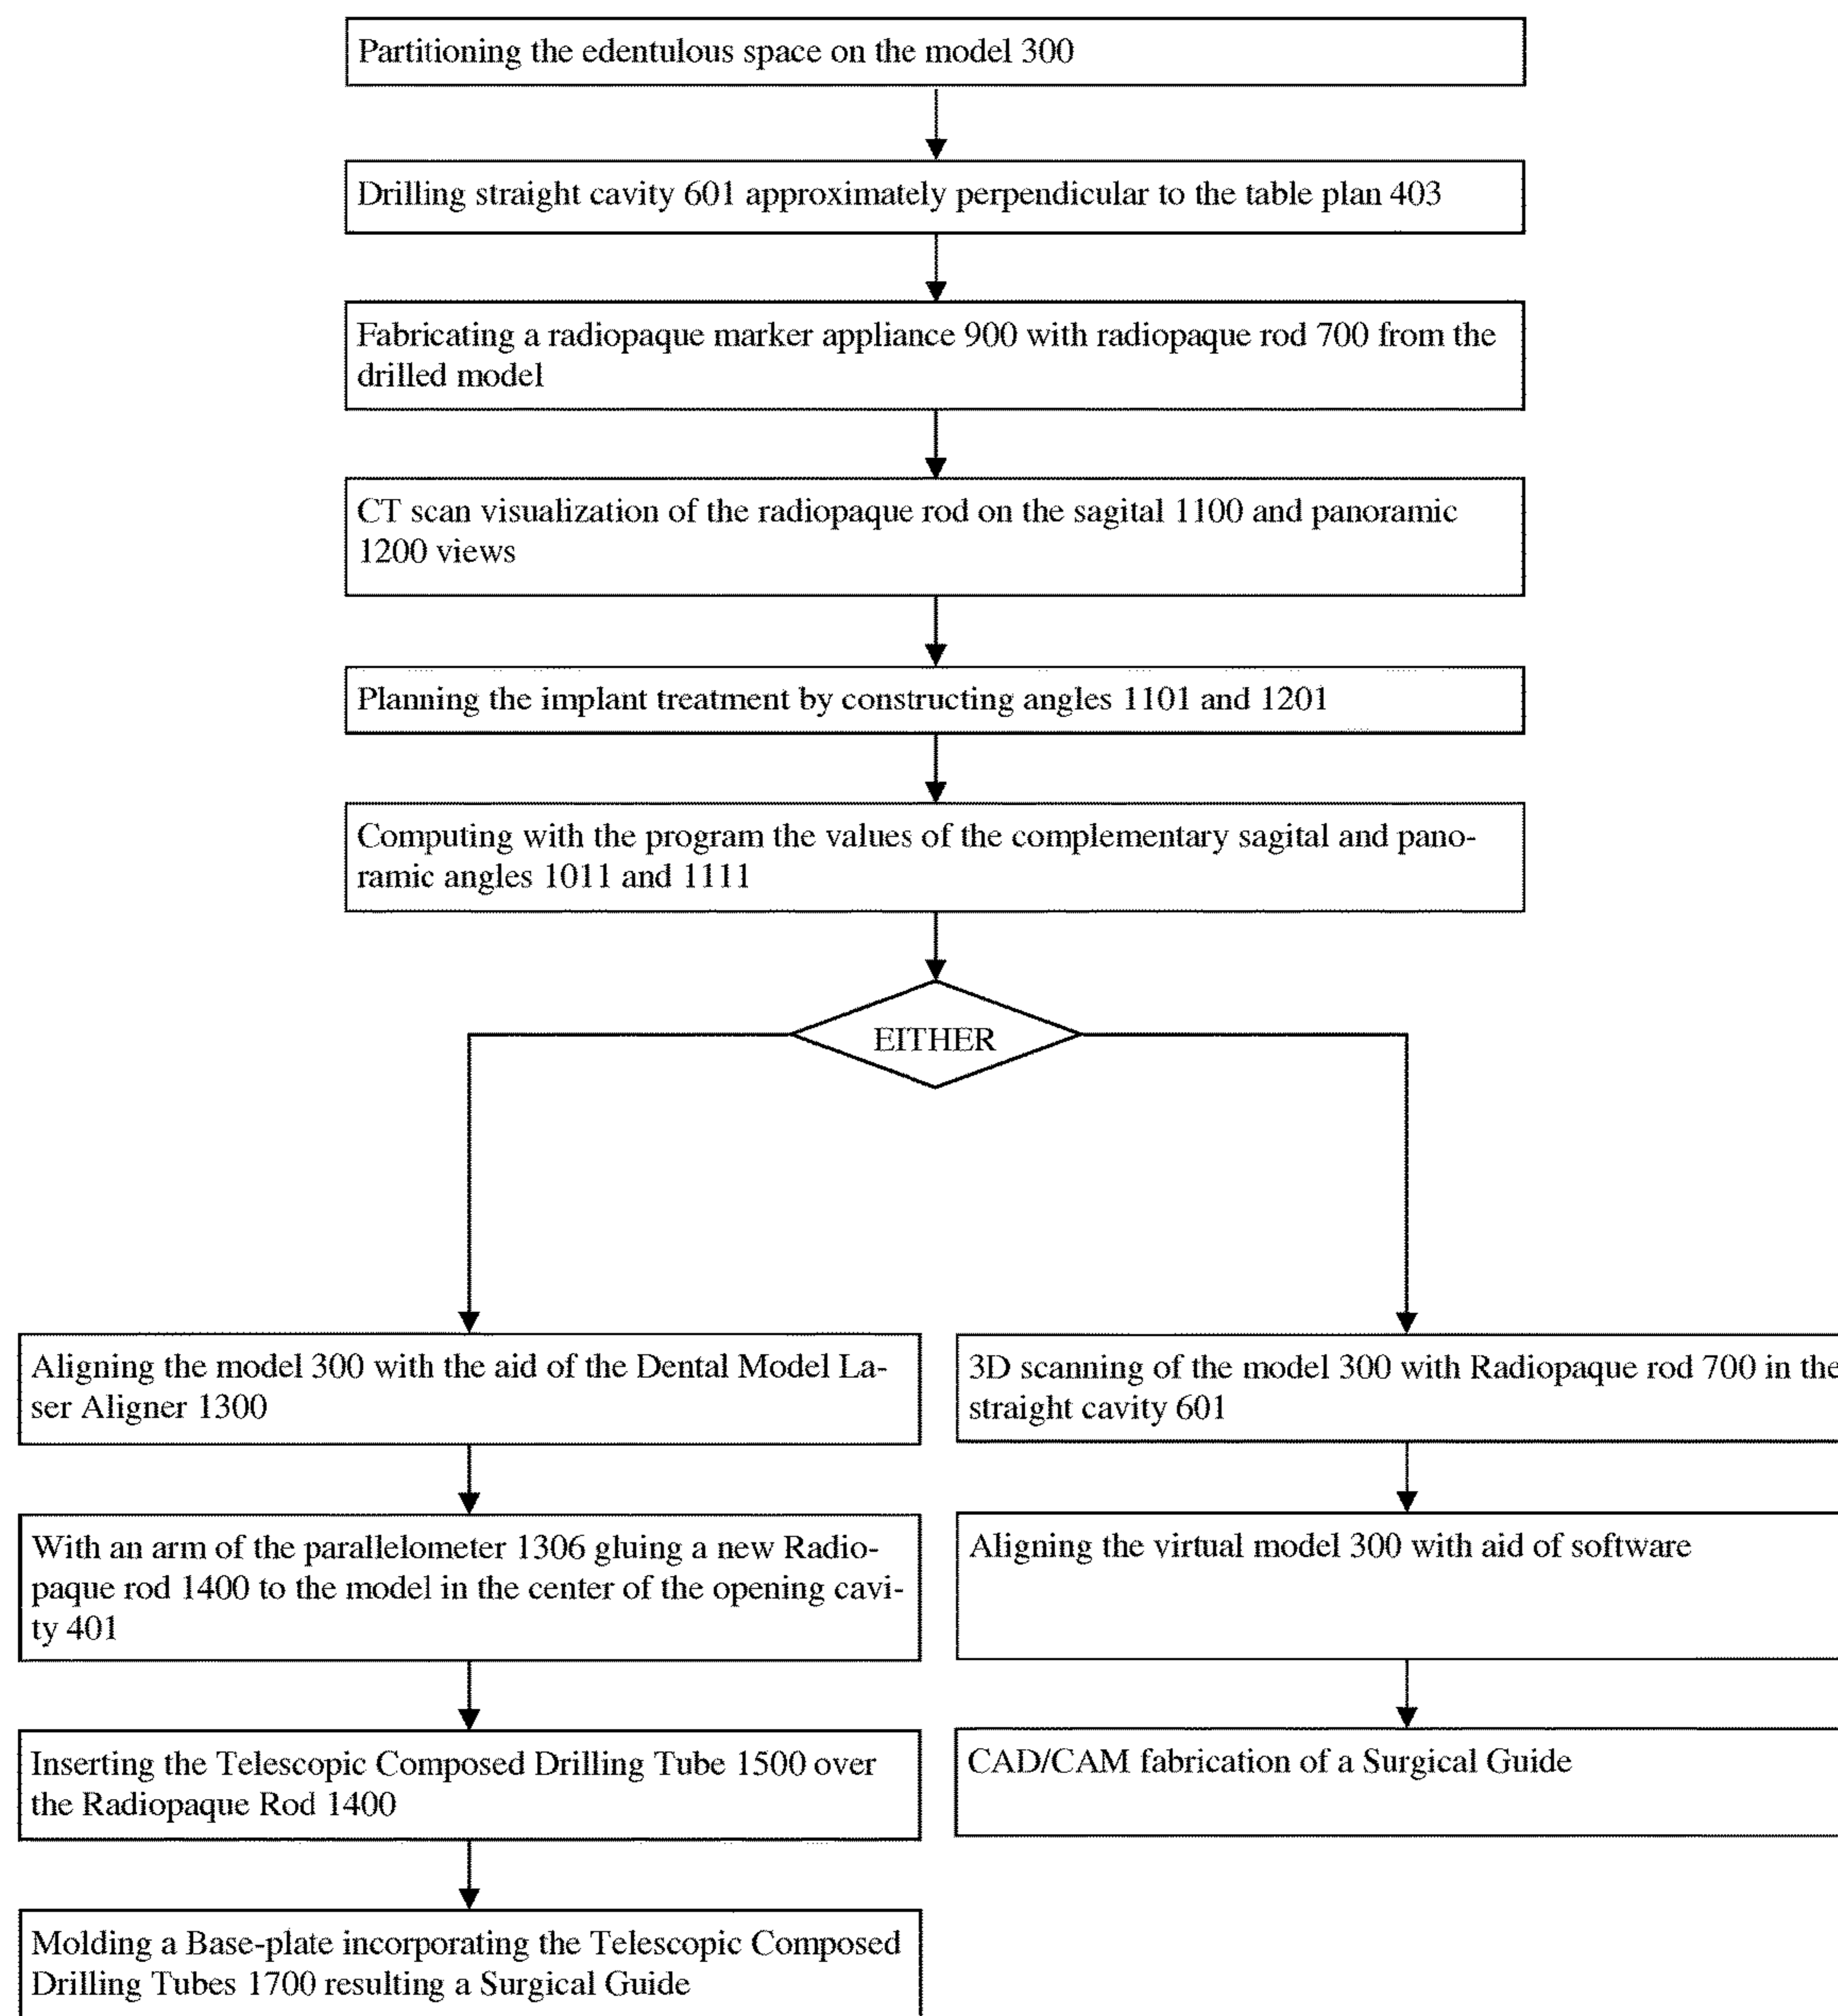 Partitioning the edentulous space on the model 300
Drilling straight cavity 601 approximately perpendicular to the table plan 403
Fabricating a radiopaque marker appliance 900 with radiopaque rod 700 from the
drilled model
CT scan visualization of the radiopaque rod on the sagital 1100 and panoramic
1200 views
Planning the implant treatment by constructing angles 1101 and 1201
Computing with the program the values of the complementary sagital and pano-
ramic angles 1011 and 1111
EITHER
Aligning the model 300 with the aid of the Dental Model La-
ser Aligner 1300
With an arm of the parallelometer 1306 gluing a new Radio-
paque rod 1400 to the model in the center of the opening cavi-
ty 401
Inserting the Telescopic Composed Drilling Tube 1500 over
the Radiopaque Rod 1400
Molding a Base-plate incorporating the Telescopic Composed
Drilling Tubes 1700 resulting a Surgical Guide
3D scanning of the model 300 with Radiopaque rod 700 in the
straight cavity 601
Aligning the virtual model 300 with aid of software
CAD/CAM fabrication of a Surgical Guide